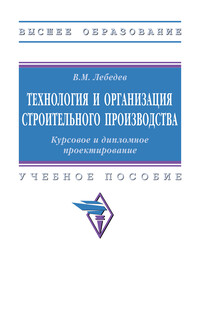 ВЫСШЕЕ ОБРАЗОВАНИЕ
В.М. Лебедев
ТЕХНОЛОГИЯ И ОРГАНИЗАЦИЯ
СТРОИТЕЛЬНОГО ПРОИЗВОДСТВА
Курсовое и дипломное
проектирование
УЧЕБНОЕ ПОСОБИЕ